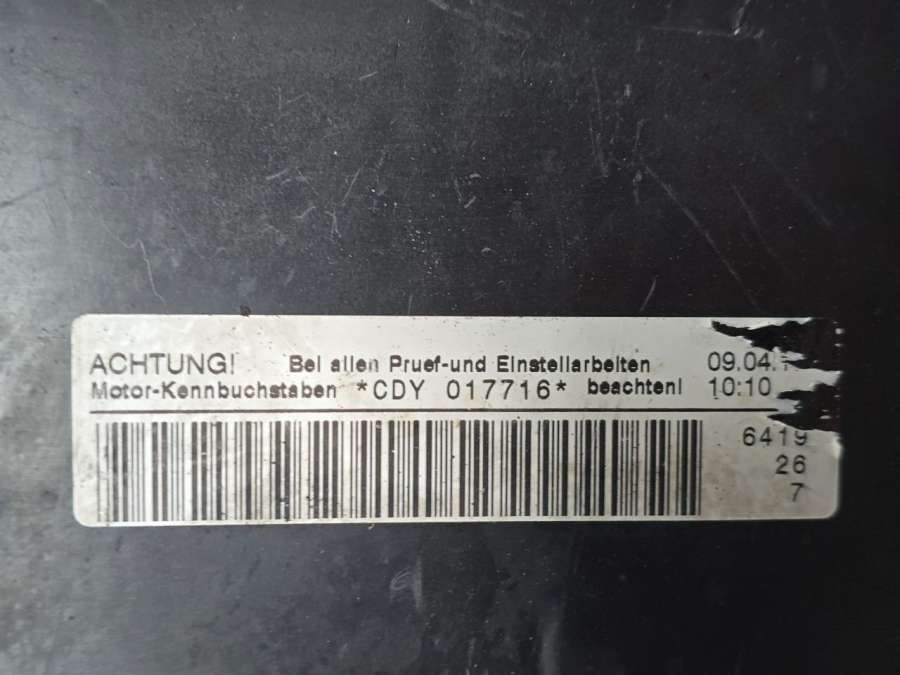 ACHTUNG! Bei allen Pruef-und Einstellarbeiten 09.04.
Motor-Kennbuchstaben *CDY 017716* beachten! 10:10
6419
26
7